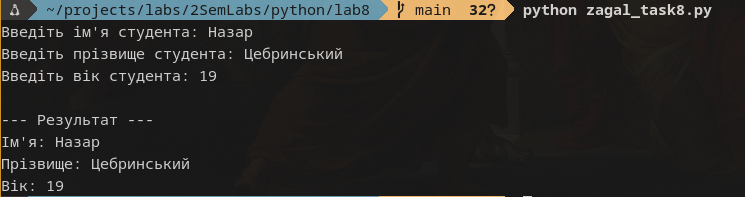 ~/projects/labs/2SemLabs/python/lab8 main 32? python zagal_task8.py
Введіть ім'я студента: Назар
Введіть прізвище студента: Цебринський
Введіть вік студента: 19
--- Результат ---
Ім'я: Назар
Прізвище: Цебринський
Вік: 19